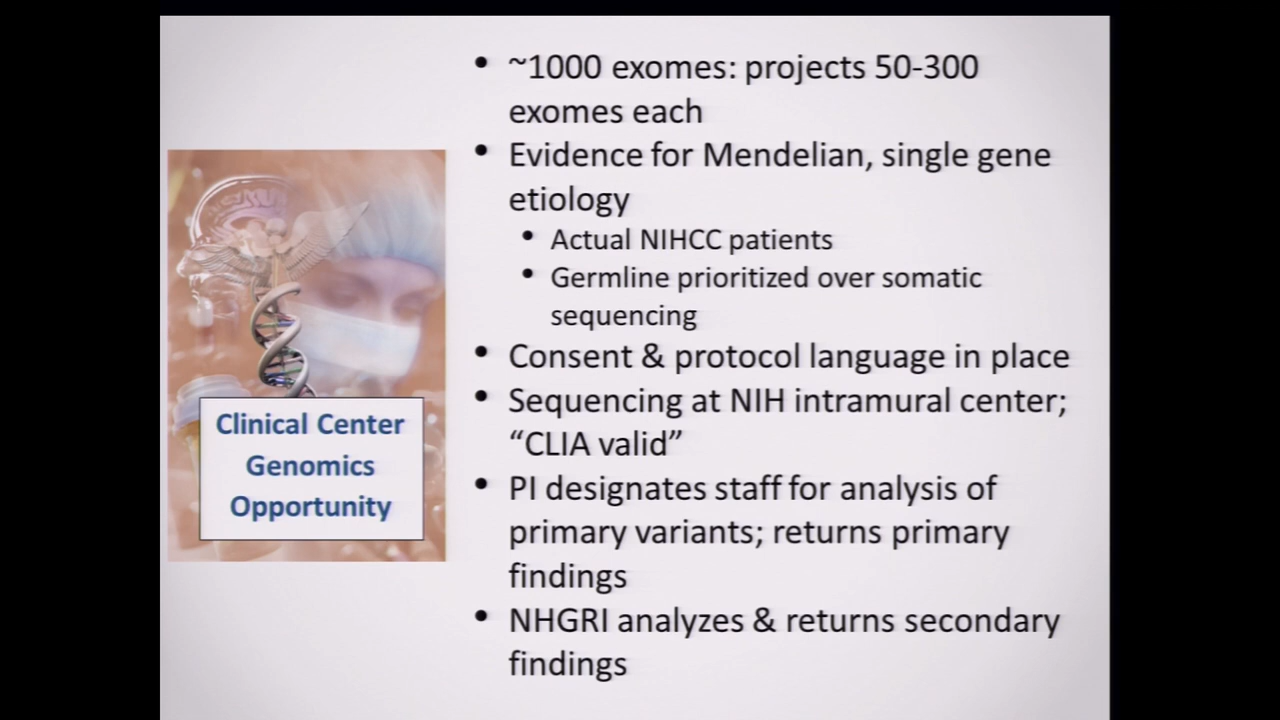 Clinical Center
Genomics
Opportunity
• ~1000 exomes: projects 50-300
exomes each
• Evidence for Mendelian, single gene
etiology
• Actual NIHCC patients
• Germline prioritized over somatic
sequencing
• Consent & protocol language in place
• Sequencing at NIH intramural center;
“CLIA valid”
• PI designates staff for analysis of
primary variants; returns primary
findings
• NHGRI analyzes & returns secondary
findings